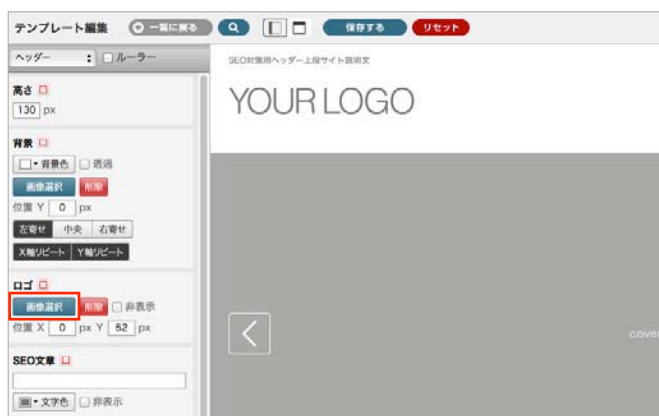 テンプレート編集 一覧に戻る 保存する リセット
ヘッダー ルーラー
SEO対策用ヘッダー上段サイト説明文
YOUR LOGO
高さ
130 px
背景
背景色 透過
画像選択 削除
位置 Y 0 px
左寄せ 中央 右寄せ
X軸リピート Y軸リピート
ロゴ
画像選択 削除 非表示
位置 X 0 px Y 52 px
cover
SEO文章
文字色 非表示